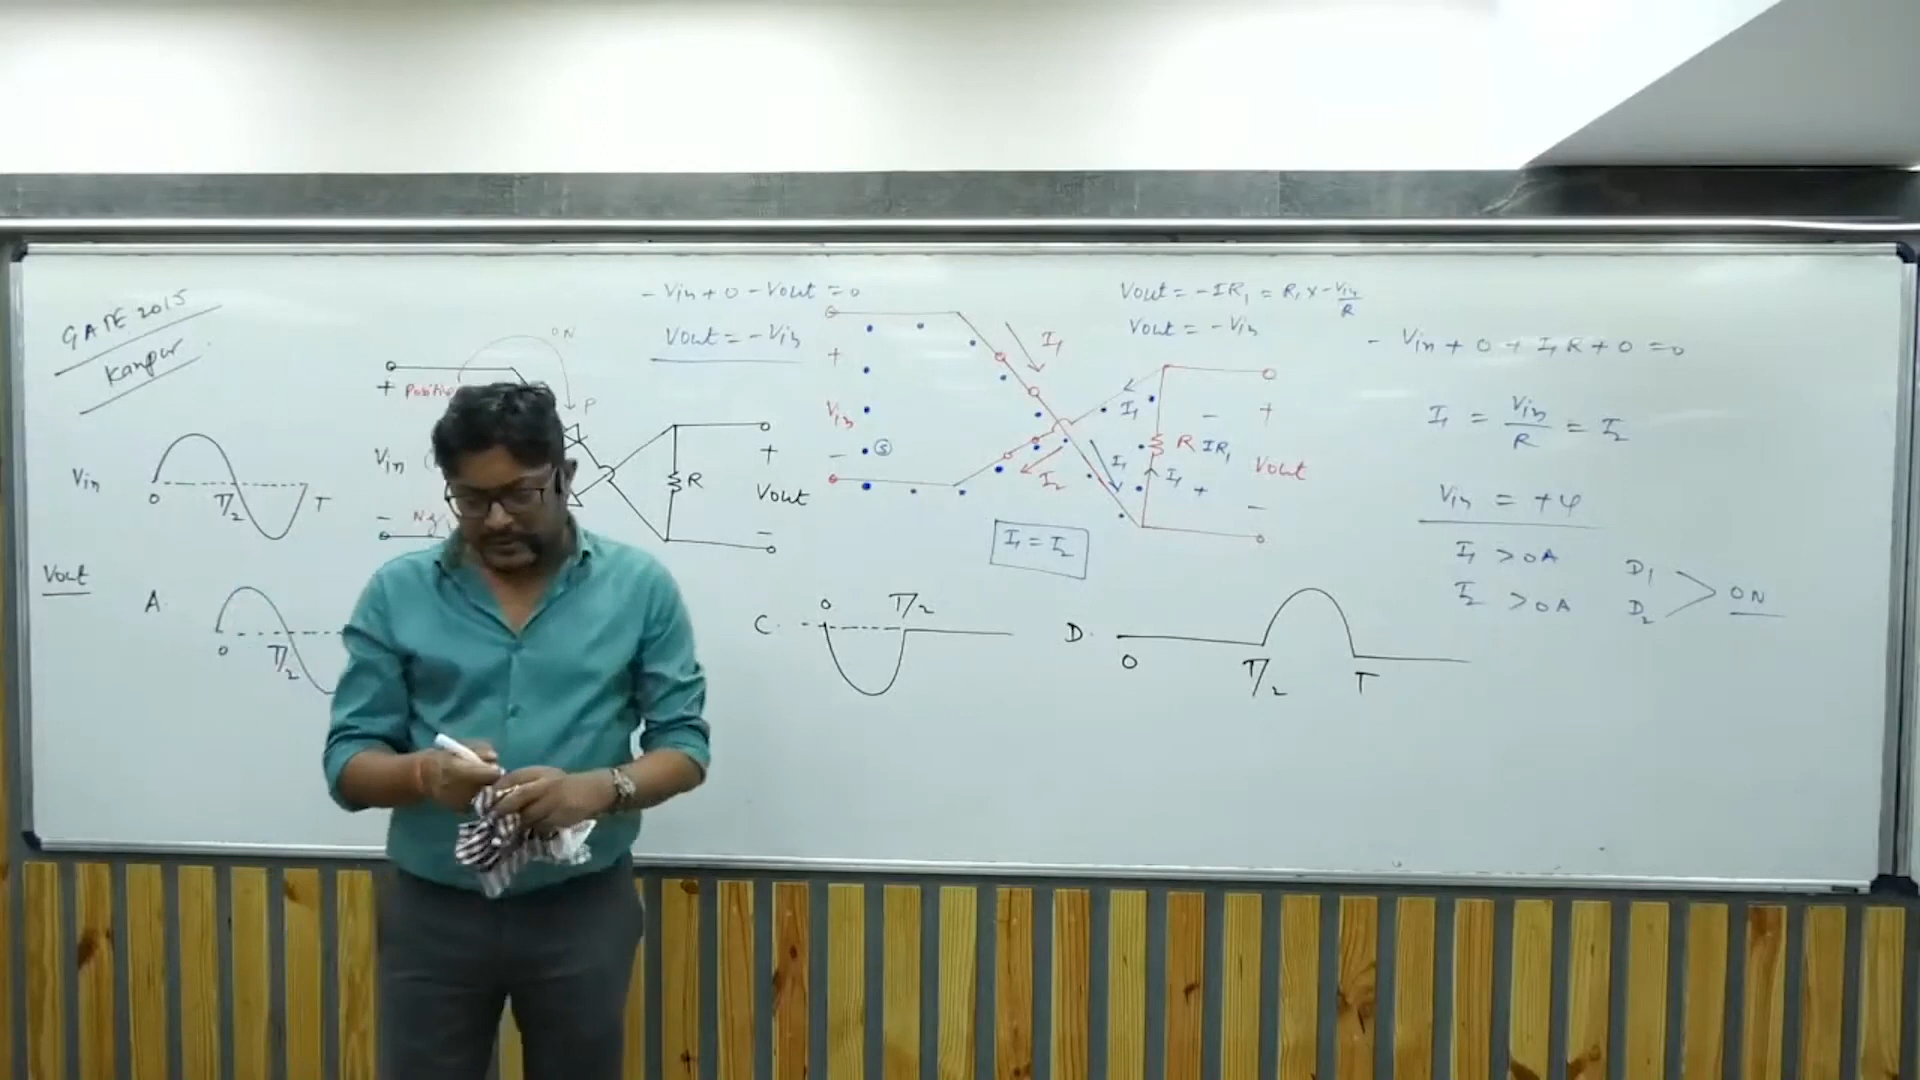 GATE 2015
Kanpur
Vin
0
T/2
T
Vout
A.
0
T/2
+
Vin
-
ON
P
R
+
Vout
-
-Vin + 0 - Vout = 0
Vout = -Vin
+
Vin
-
S
I1
I2
I1
I1
I1
-
R IR1
+
+
Vout
-
I1 = I2
Vout = -IR1 = R1 x -Vin/R
Vout = -Vin
- Vin + 0 + I1R + 0 = 0
I1 = Vin/R = I2
Vin = +ve
I1 > 0A
I2 > 0A
D1
D2
ON
C.
0
T/2
D.
0
T/2
T